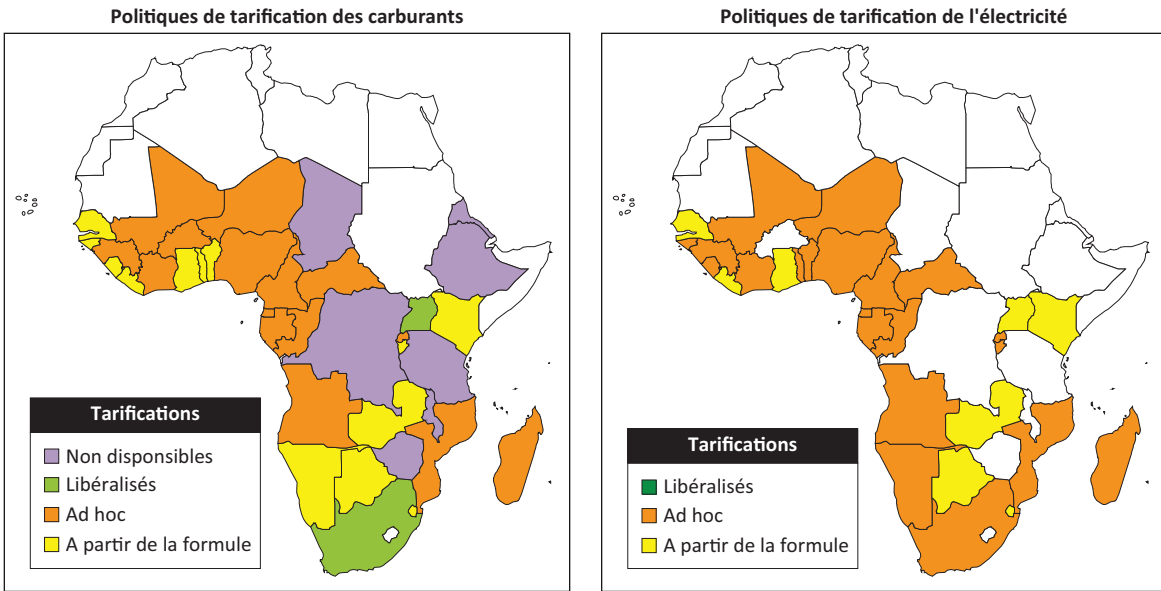 Politiques de tarification des carburants
Tarifications
Non disponibles
Libéralisés
Ad hoc
A partir de la formule
Politiques de tarification de l'électricité
Tarifications
Libéralisés
Ad hoc
A partir de la formule